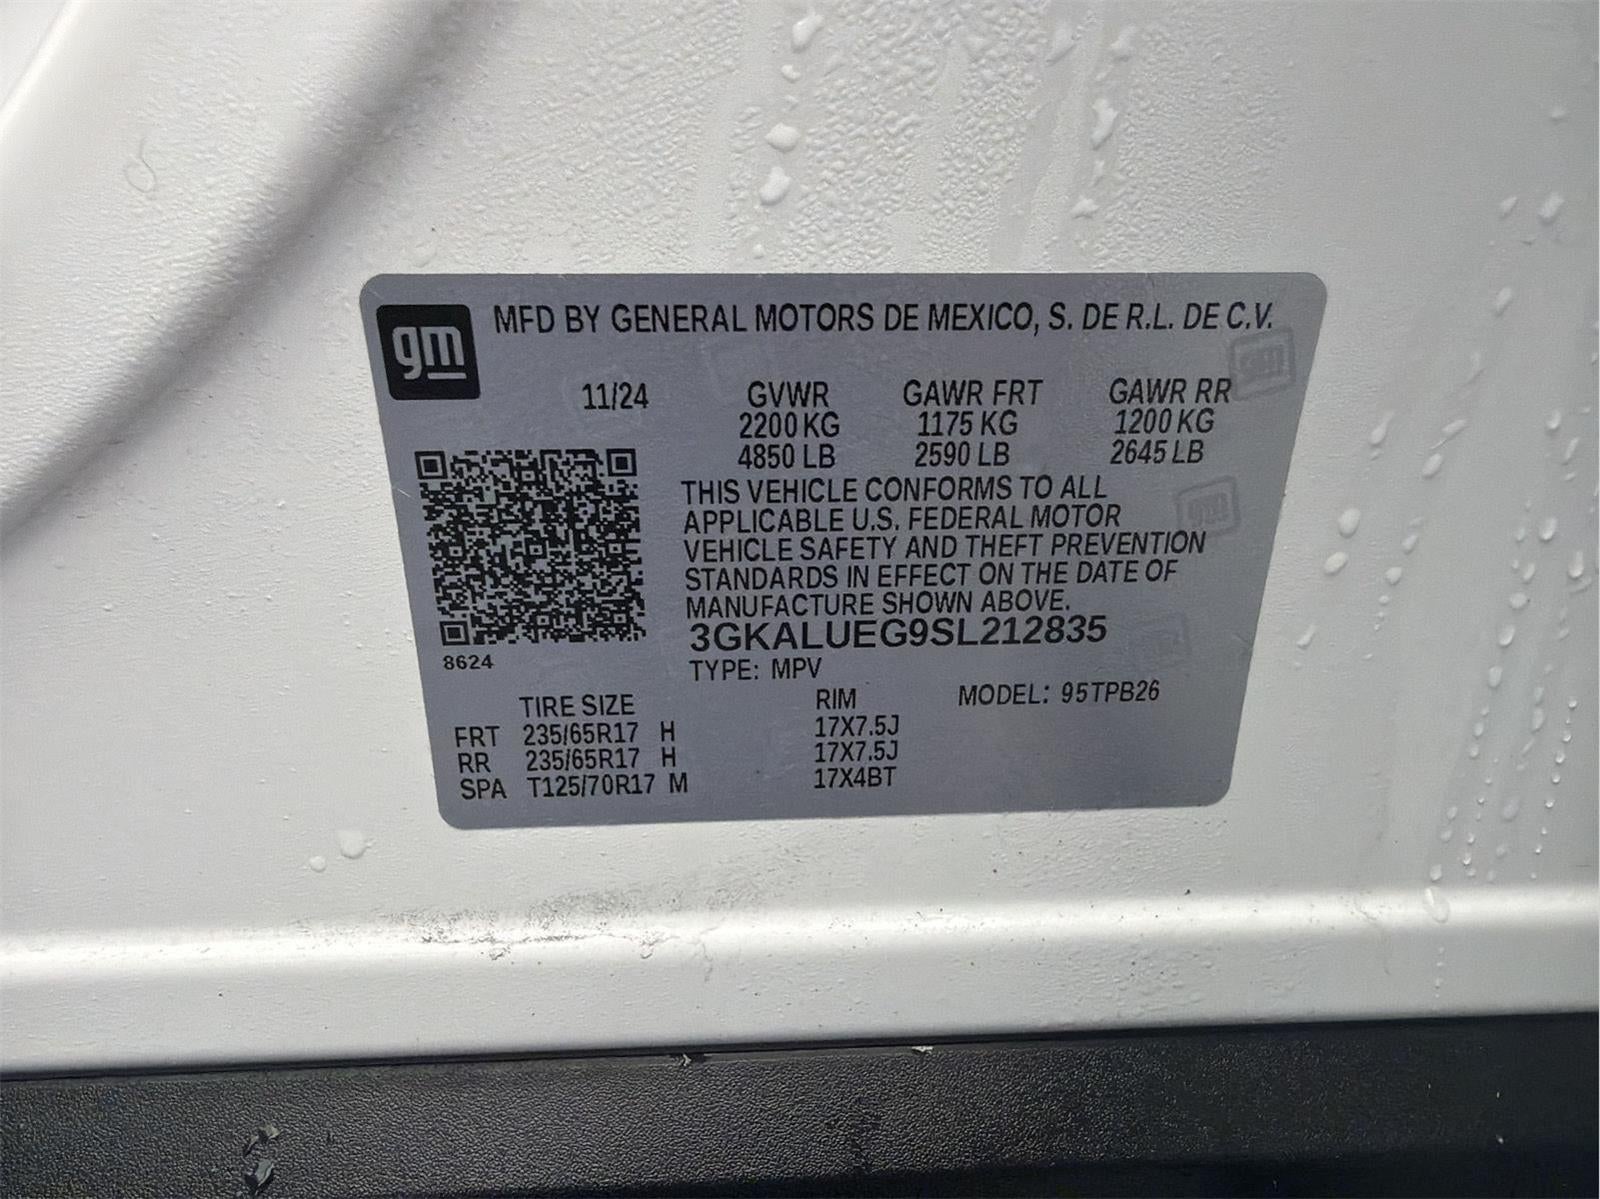 gm
MFD BY GENERAL MOTORS DE MEXICO, S. DE R.L. DE C.V.
11/24 GVWR GAWR FRT GAWR RR
2200 KG 1175 KG 1200 KG
4850 LB 2590 LB 2645 LB
THIS VEHICLE CONFORMS TO ALL
APPLICABLE U.S. FEDERAL MOTOR
VEHICLE SAFETY AND THEFT PREVENTION
STANDARDS IN EFFECT ON THE DATE OF
MANUFACTURE SHOWN ABOVE.
3GKALUEG9SL212835
8624
TYPE: MPV
TIRE SIZE RIM MODEL: 95TPB26
FRT 235/65R17 H 17X7.5J
RR 235/65R17 H 17X7.5J
SPA T125/70R17 M 17X4BT